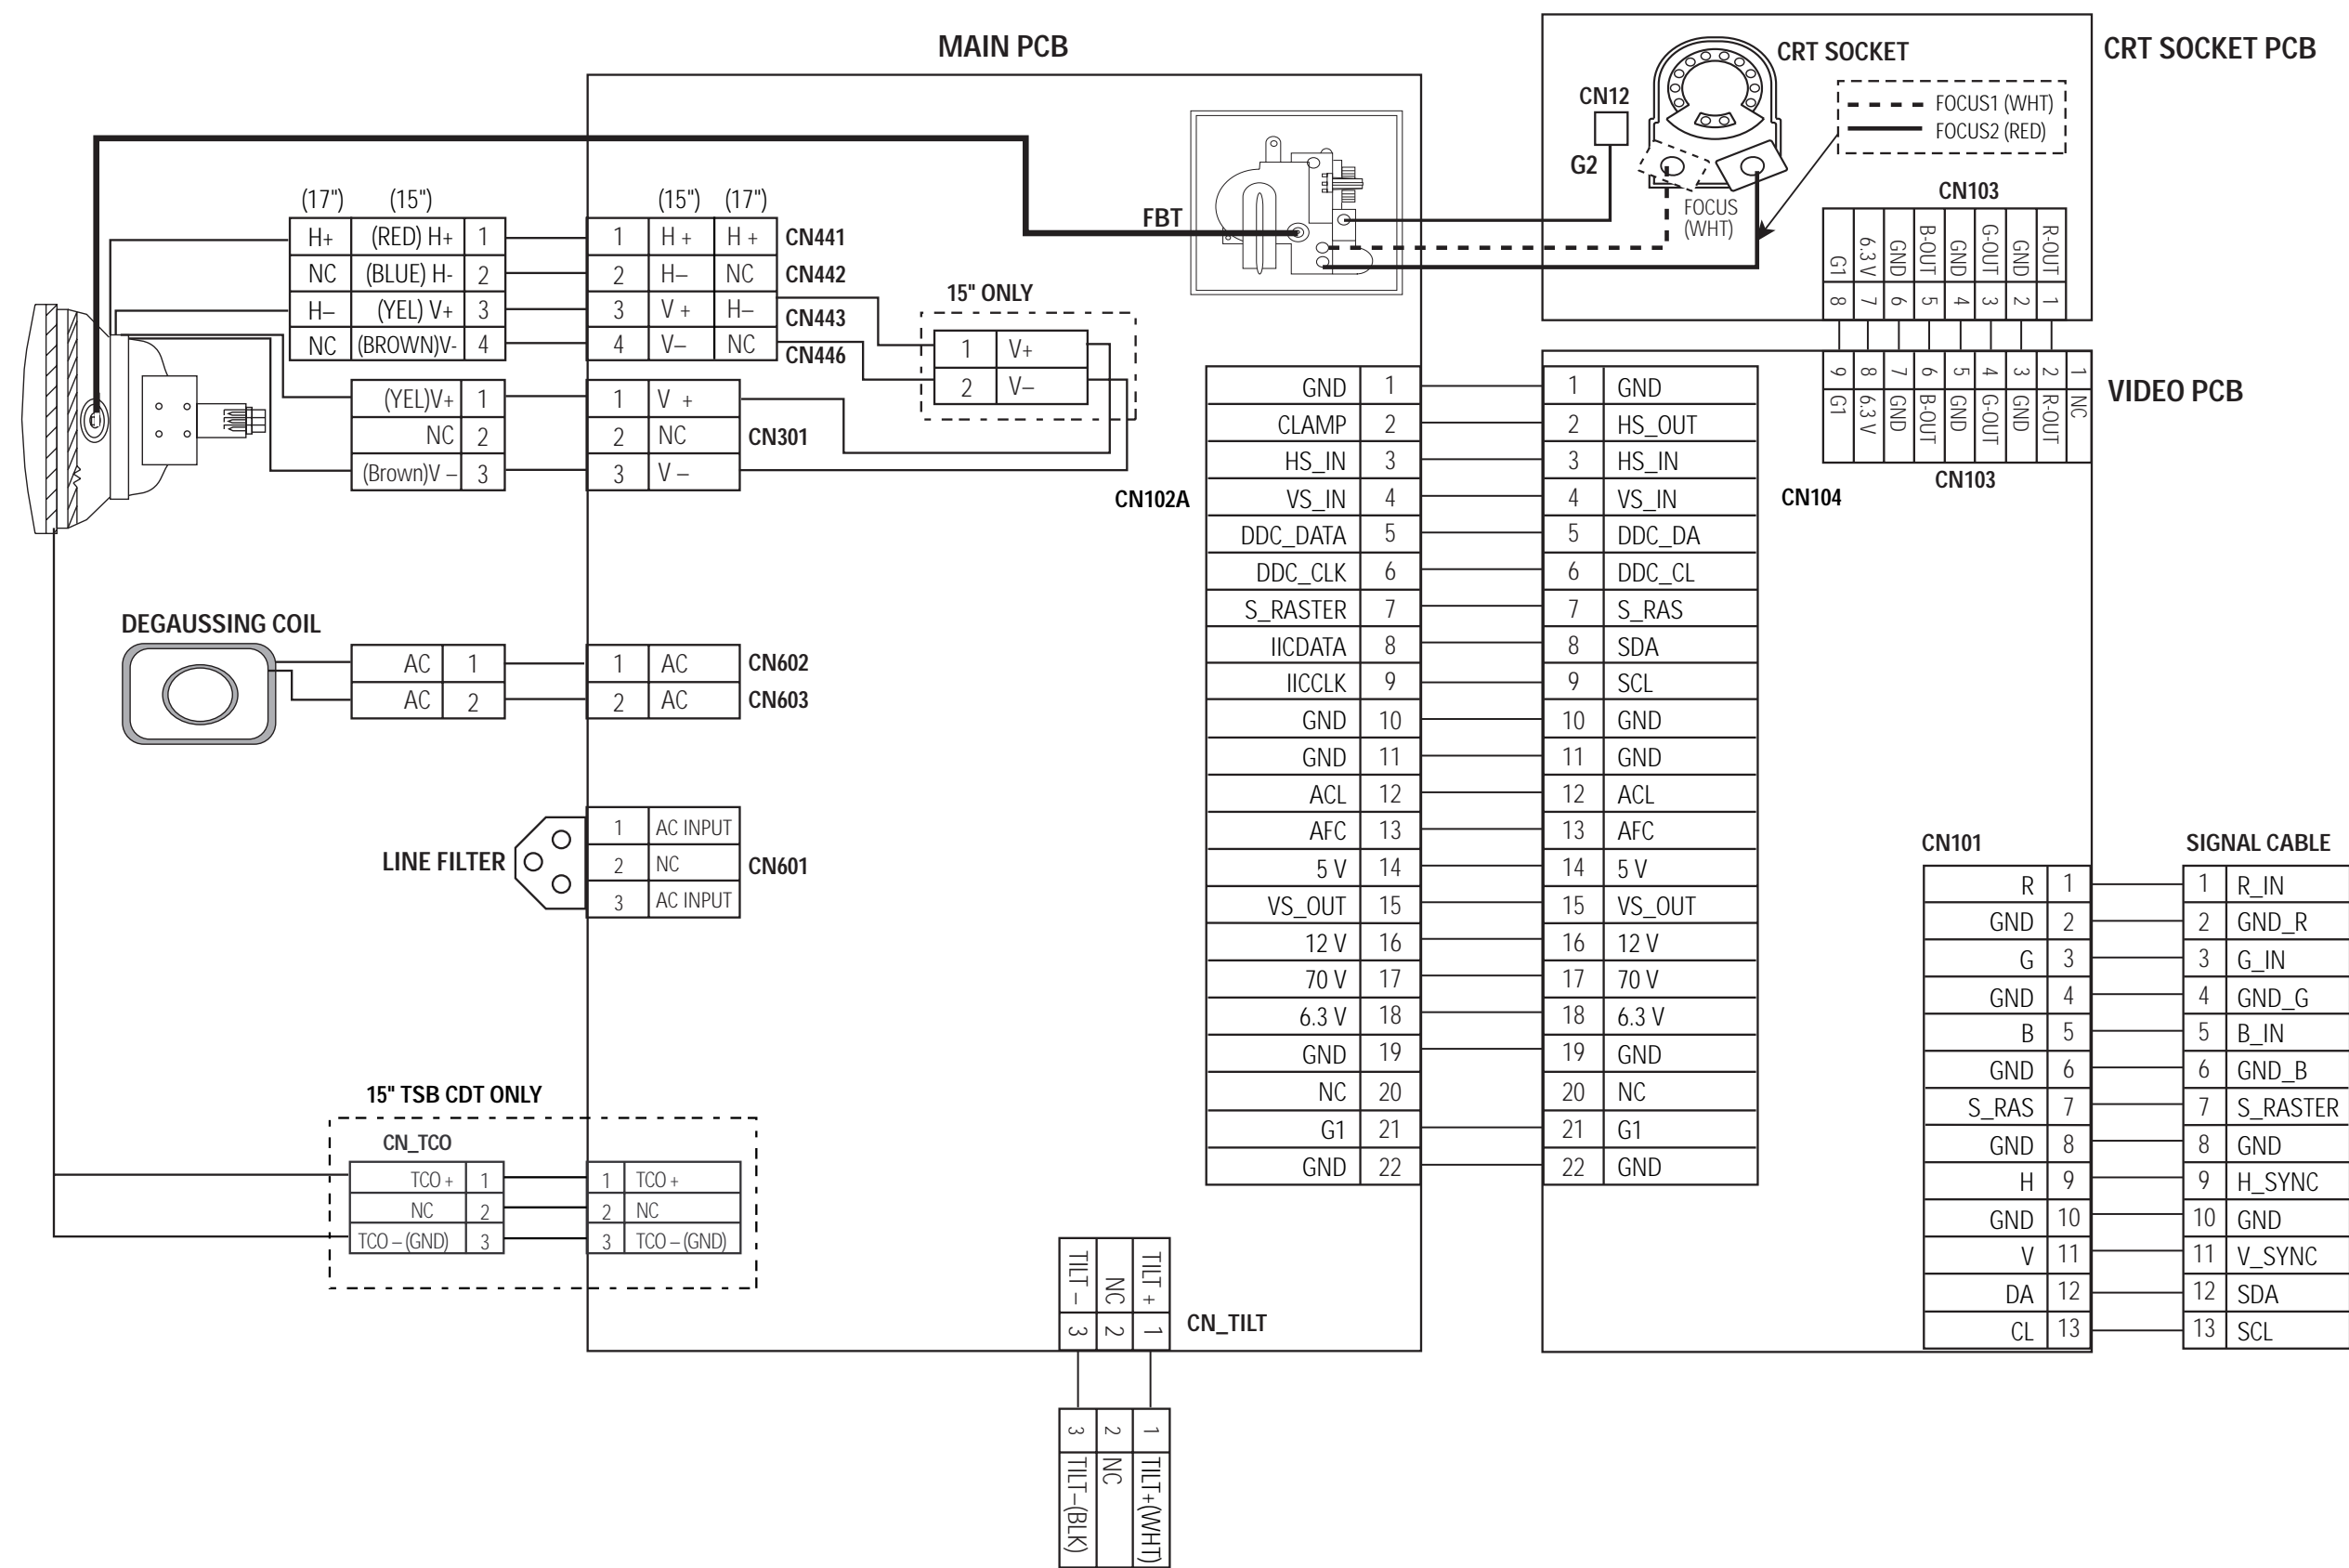 MAIN PCB
CRT SOCKET PCB
CRT SOCKET
CN12
G2
FOCUS1 (WHT)
FOCUS2 (RED)
FOCUS
(WHT)
FBT
CN103
G1 6.3 V GND B-OUT GND G-OUT GND R-OUT
8 7 6 5 4 3 2 1
9 8 7 6 5 4 3 2 1
G1 6.3 V GND B-OUT GND G-OUT GND R-OUT NC
CN103
VIDEO PCB
(17") (15")
H+ (RED) H+ 1
NC (BLUE) H- 2
H– (YEL) V+ 3
NC (BROWN)V- 4
(15") (17")
1 H + H + CN441
2 H– NC CN442
3 V + H– CN443
4 V– NC CN446
15" ONLY
1 V+
2 V–
(YEL)V+ 1
NC 2
(Brown)V – 3
1 V +
2 NC CN301
3 V –
DEGAUSSING COIL
AC 1
AC 2
1 AC CN602
2 AC CN603
LINE FILTER
1 AC INPUT
2 NC CN601
3 AC INPUT
15" TSB CDT ONLY
CN_TCO
TCO + 1
NC 2
TCO – (GND) 3
1 TCO +
2 NC
3 TCO – (GND)
CN102A
GND 1
CLAMP 2
HS_IN 3
VS_IN 4
DDC_DATA 5
DDC_CLK 6
S_RASTER 7
IICDATA 8
IICCLK 9
GND 10
GND 11
ACL 12
AFC 13
5 V 14
VS_OUT 15
12 V 16
70 V 17
6.3 V 18
GND 19
NC 20
G1 21
GND 22
CN104
1 GND
2 HS_OUT
3 HS_IN
4 VS_IN
5 DDC_DA
6 DDC_CL
7 S_RAS
8 SDA
9 SCL
10 GND
11 GND
12 ACL
13 AFC
14 5 V
15 VS_OUT
16 12 V
17 70 V
18 6.3 V
19 GND
20 NC
21 G1
22 GND
CN101
R 1
GND 2
G 3
GND 4
B 5
GND 6
S_RAS 7
GND 8
H 9
GND 10
V 11
DA 12
CL 13
SIGNAL CABLE
1 R_IN
2 GND_R
3 G_IN
4 GND_G
5 B_IN
6 GND_B
7 S_RASTER
8 GND
9 H_SYNC
10 GND
11 V_SYNC
12 SDA
13 SCL
TILT – NC TILT +
3 2 1
CN_TILT
3 2 1
TILT–(BLK) NC TILT+(WHT)